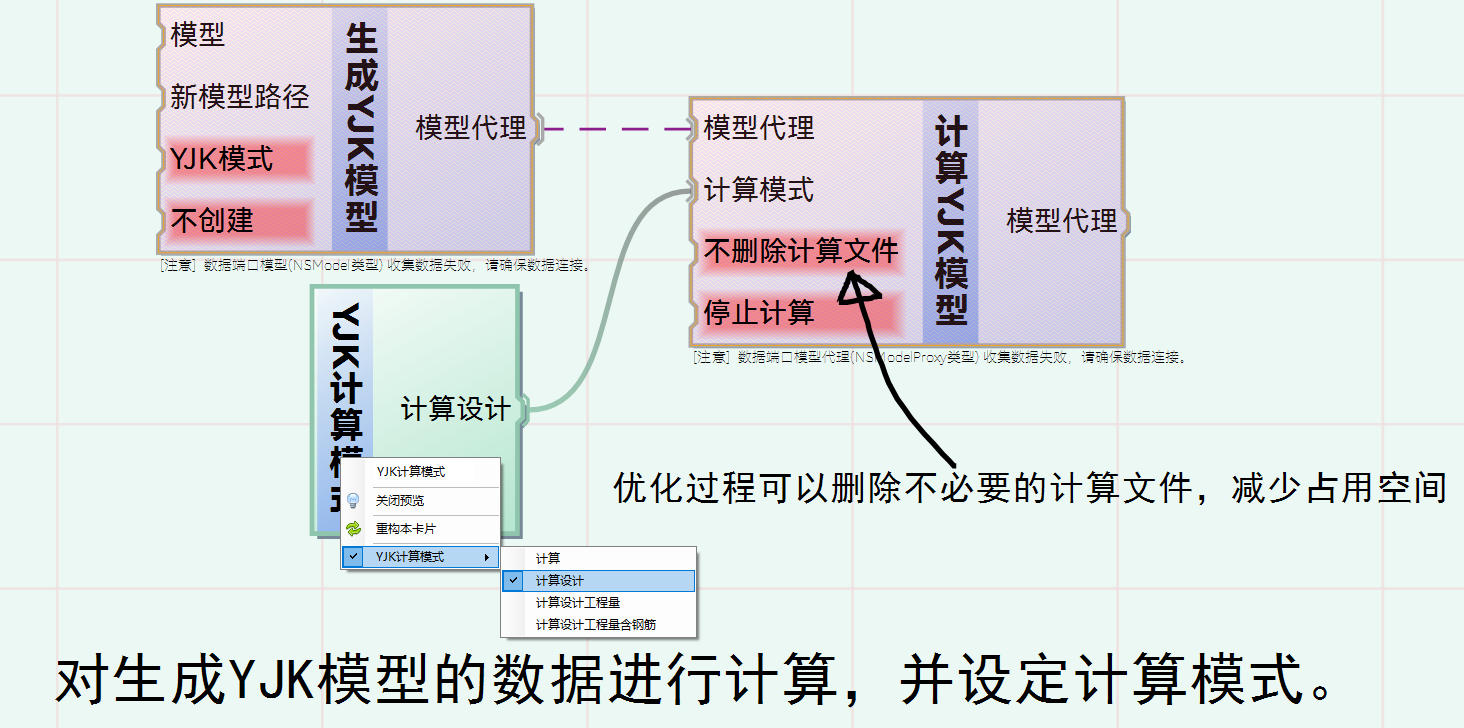 模型
新模型路径
YJK模式
不创建
生成YJK模型
模型代理
[注意] 数据端口模型(NSModel类型) 收集数据失败，请确保数据连接。
模型代理
计算模式
不删除计算文件
停止计算
计算YJK模型
模型代理
[注意] 数据端口模型代理(NSModelProxy类型) 收集数据失败，请确保数据连接。
YJK计算模式
计算设计
YJK计算模式
关闭预览
重构本卡片
YJK计算模式
计算
计算设计
计算设计工程量
计算设计工程量含钢筋
优化过程可以删除不必要的计算文件，减少占用空间
对生成YJK模型的数据进行计算，并设定计算模式。